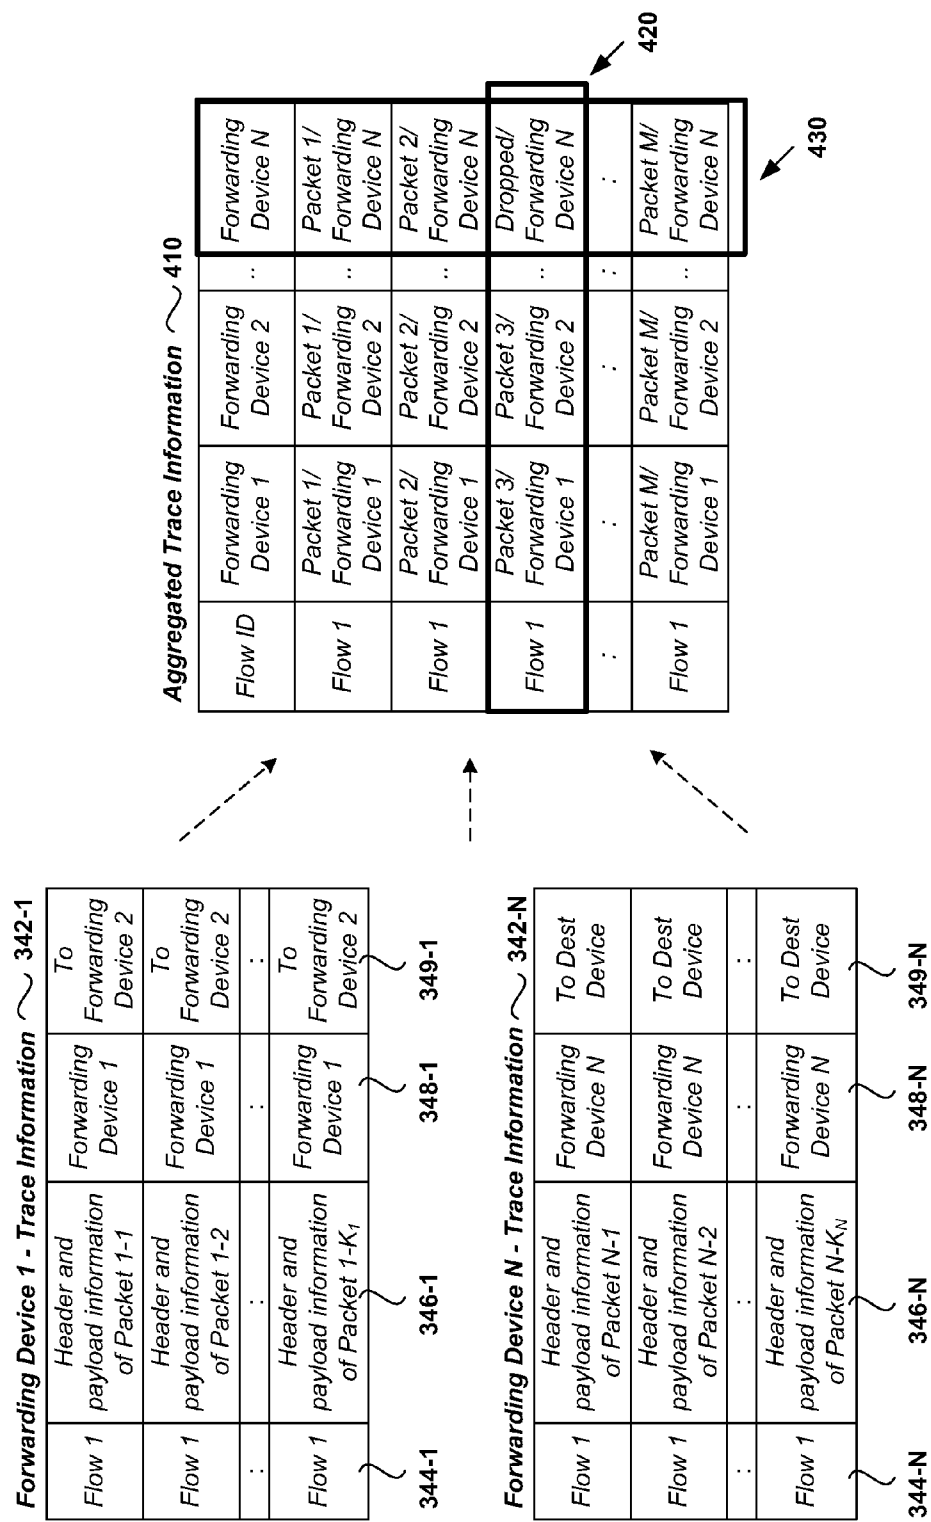 Forwarding Device 1 - Trace Information 342-1
Flow 1
Header and
payload information
of Packet 1-1
Forwarding
Device 1
To
Forwarding
Device 2
Flow 1
Header and
payload information
of Packet 1-2
Forwarding
Device 1
To
Forwarding
Device 2
: : : :
Flow 1
Header and
payload information
of Packet 1-K1
Forwarding
Device 1
To
Forwarding
Device 2
344-1 346-1 348-1 349-1
Forwarding Device N - Trace Information 342-N
Flow 1
Header and
payload information
of Packet N-1
Forwarding
Device N
To Dest
Device
Flow 1
Header and
payload information
of Packet N-2
Forwarding
Device N
To Dest
Device
: : : :
Flow 1
Header and
payload information
of Packet N-KN
Forwarding
Device N
To Dest
Device
344-N 346-N 348-N 349-N
Aggregated Trace Information 410
Flow ID
Forwarding
Device 1
Forwarding
Device 2
..
Forwarding
Device N
Flow 1
Packet 1/
Forwarding
Device 1
Packet 1/
Forwarding
Device 2
..
Packet 1/
Forwarding
Device N
Flow 1
Packet 2/
Forwarding
Device 1
Packet 2/
Forwarding
Device 2
..
Packet 2/
Forwarding
Device N
Flow 1
Packet 3/
Forwarding
Device 1
Packet 3/
Forwarding
Device 2
..
Dropped/
Forwarding
Device N
: : : : :
Flow 1
Packet M/
Forwarding
Device 1
Packet M/
Forwarding
Device 2
..
Packet M/
Forwarding
Device N
420
430